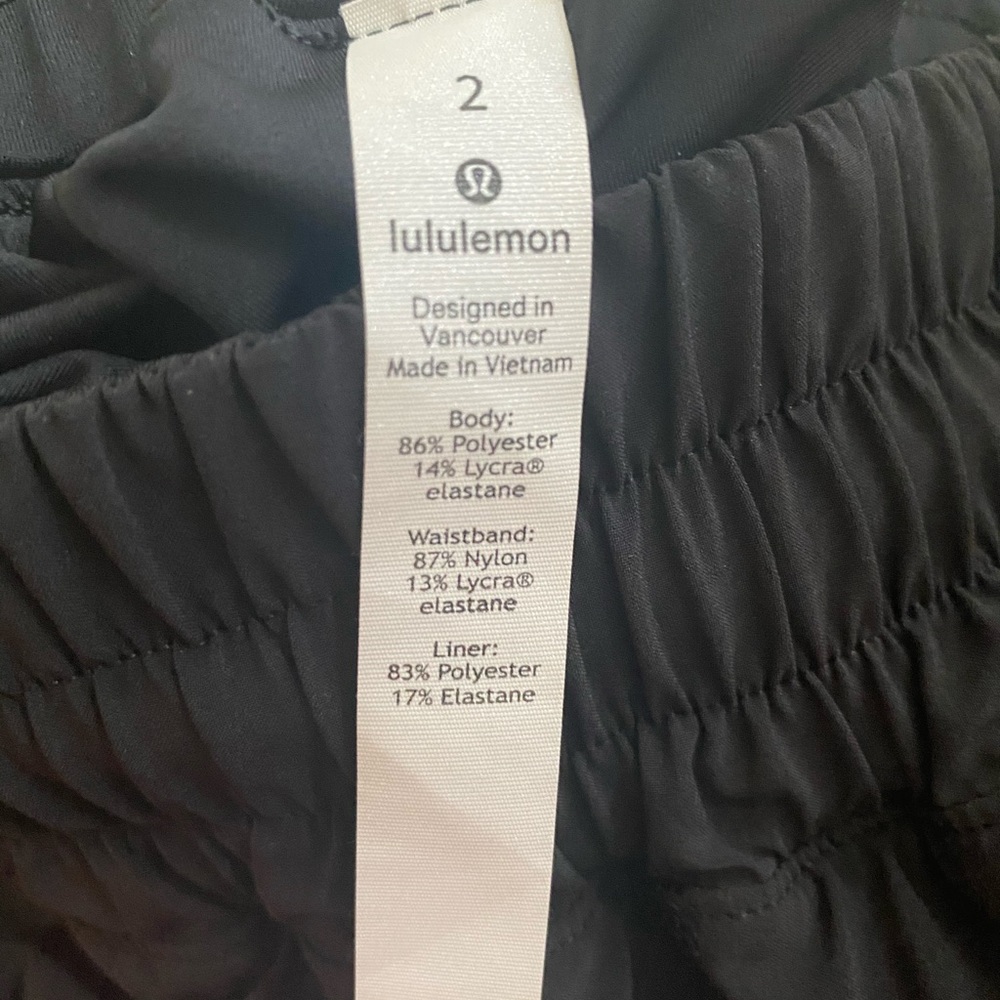 2
lululemon
Designed in
Vancouver
Made in Vietnam
Body:
86% Polyester
14% Lycra®
elastane
Waistband:
87% Nylon
13% Lycra®
elastane
Liner:
83% Polyester
17% Elastane